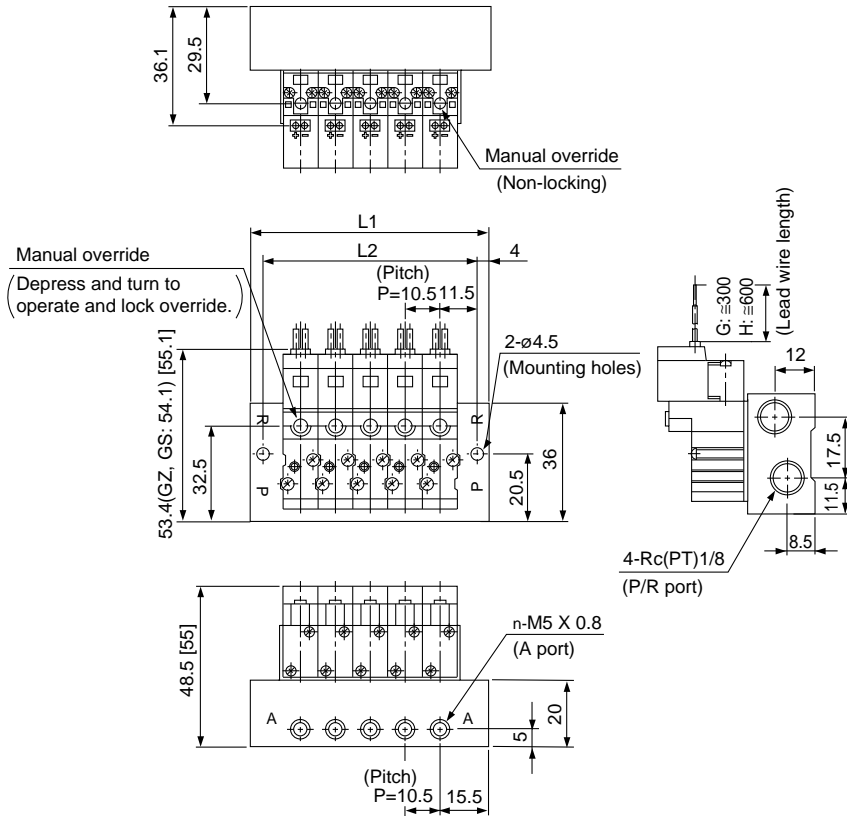 36.1
29.5
+ - + - + - + - + -
Manual override
(Non-locking)
L1
L2
4
(Pitch)
P=10.5
11.5
Manual override
(Depress and turn to
operate and lock override.)
2-ø4.5
(Mounting holes)
53.4(GZ, GS: 54.1) [55.1]
32.5
R
R
P
P
20.5
36
G: ≅300
H: ≅600
(Lead wire length)
12
17.5
11.5
8.5
4-Rc(PT)1/8
(P/R port)
48.5 [55]
n-M5 X 0.8
(A port)
A
A
20
5
(Pitch)
P=10.5
15.5